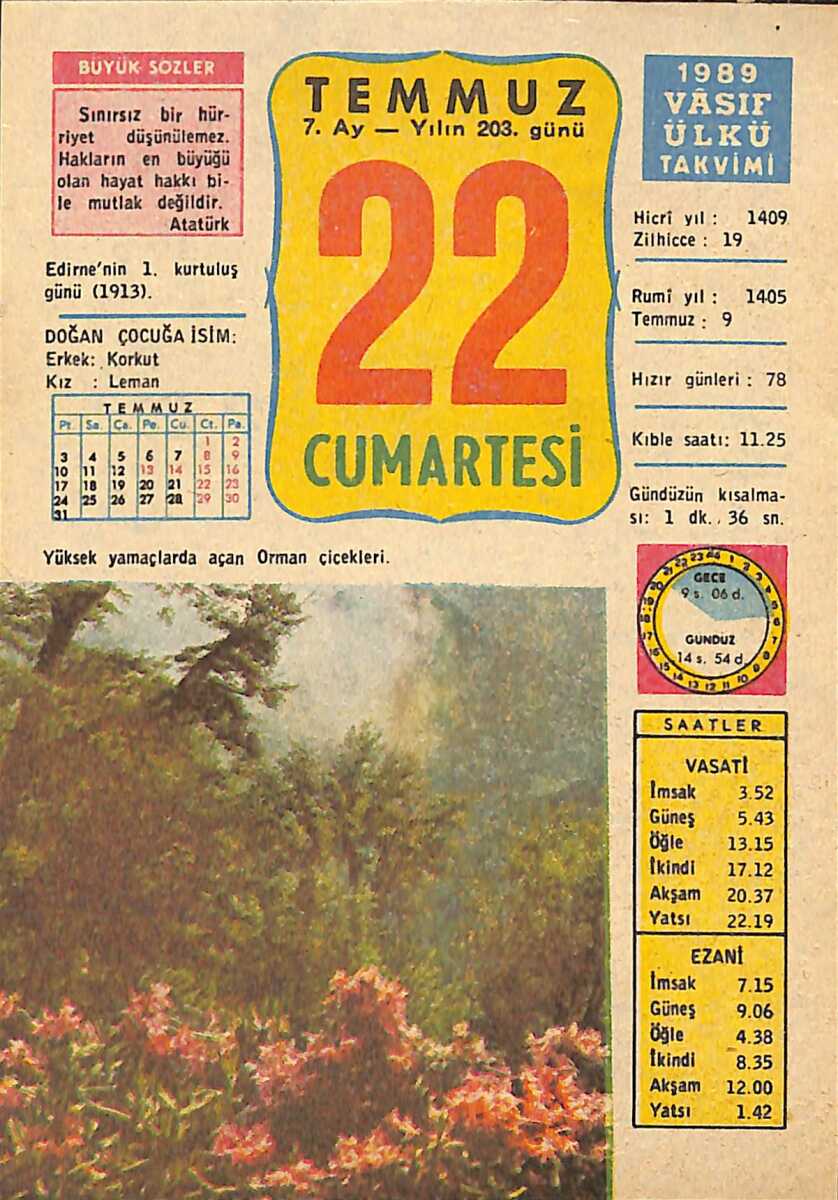 BÜYÜK SÖZLER
Sınırsız bir hür-
riyet düşünülemez.
Hakların en büyüğü
olan hayat hakkı bi-
le mutlak değildir.
Atatürk
Edirne'nin 1. kurtuluş
günü (1913).
DOĞAN ÇOCUĞA İSİM:
Erkek: Korkut
Kız : Leman
TEMMUZ
Pt. Sa. Ça. Pe. Cu. Ct. Pa.
1 2
3 4 5 6 7 8 9
10 11 12 13 14 15 16
17 18 19 20 21 22 23
24 25 26 27 28 29 30
31
TEMMUZ
7. Ay — Yılın 203. günü
22
CUMARTESİ
1989
VÂSIF
ÜLKÜ
TAKVİMİ
Hicrî yıl : 1409
Zilhicce : 19
Rumî yıl : 1405
Temmuz : 9
Hızır günleri : 78
Kıble saatı: 11.25
Gündüzün kısalma-
sı: 1 dk. 36 sn.
Yüksek yamaçlarda açan Orman çicekleri.
GECE
9 s. 06 d.
GÜNDÜZ
14 s. 54 d.
SAATLER
VASATİ
İmsak 3.52
Güneş 5.43
Öğle 13.15
İkindi 17.12
Akşam 20.37
Yatsı 22.19
EZANİ
İmsak 7.15
Güneş 9.06
Öğle 4.38
İkindi 8.35
Akşam 12.00
Yatsı 1.42